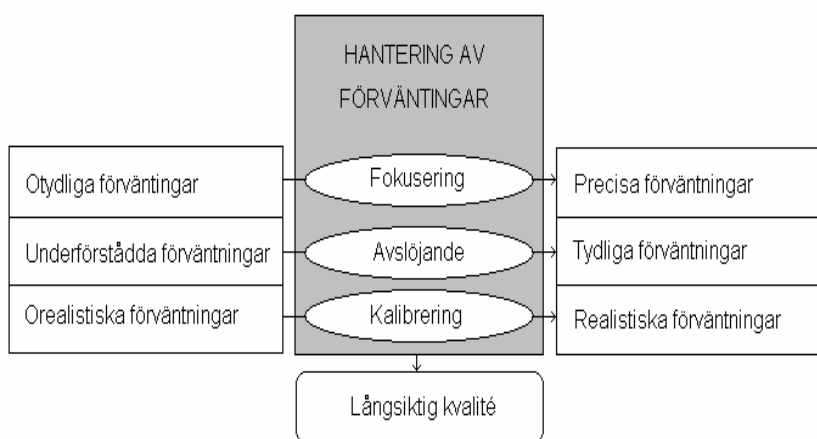 HANTERING AV
FÖRVÄNTINGAR
Otydliga förväntingar
Fokusering
Precisa förväntningar
Underförstådda förväntningar
Avslöjande
Tydliga förväntningar
Orealistiska förväntningar
Kalibrering
Realistiska förväntningar
Långsiktig kvalité